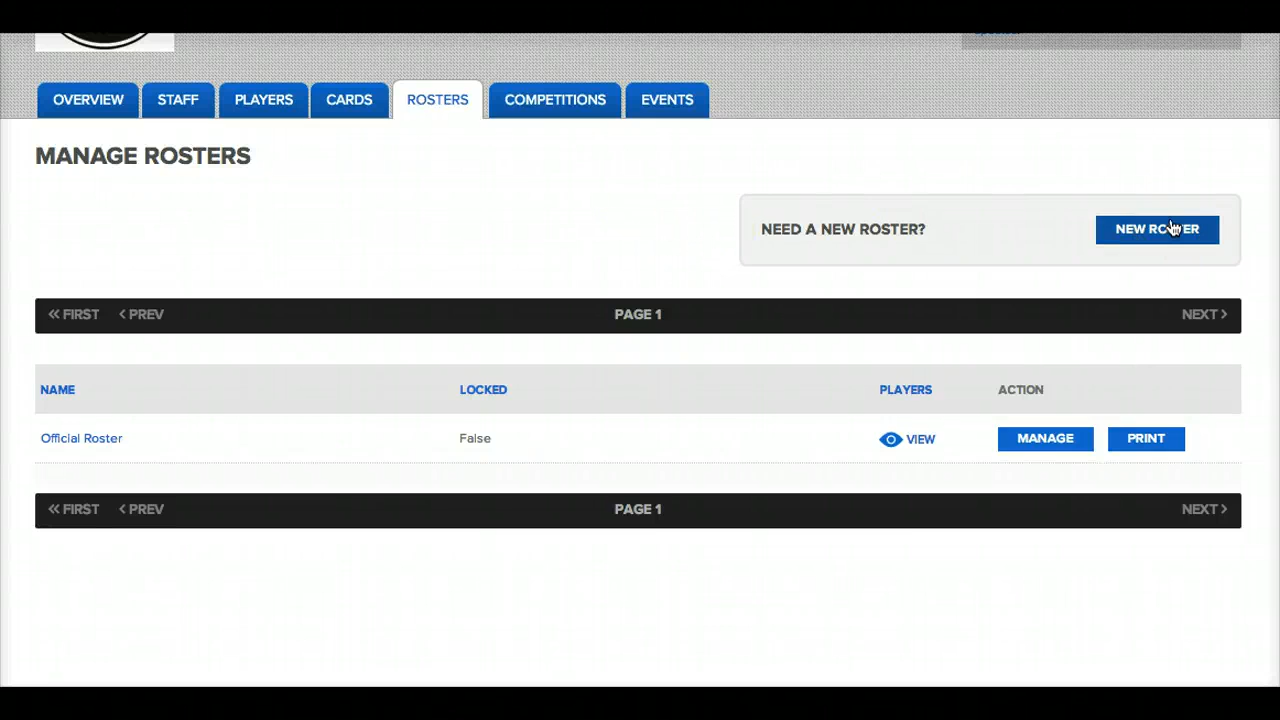 OVERVIEW STAFF PLAYERS CARDS ROSTERS COMPETITIONS EVENTS
MANAGE ROSTERS
NEED A NEW ROSTER? NEW ROSTER
FIRST PREV PAGE 1 NEXT
NAME LOCKED PLAYERS ACTION
Official Roster False VIEW MANAGE PRINT
FIRST PREV PAGE 1 NEXT